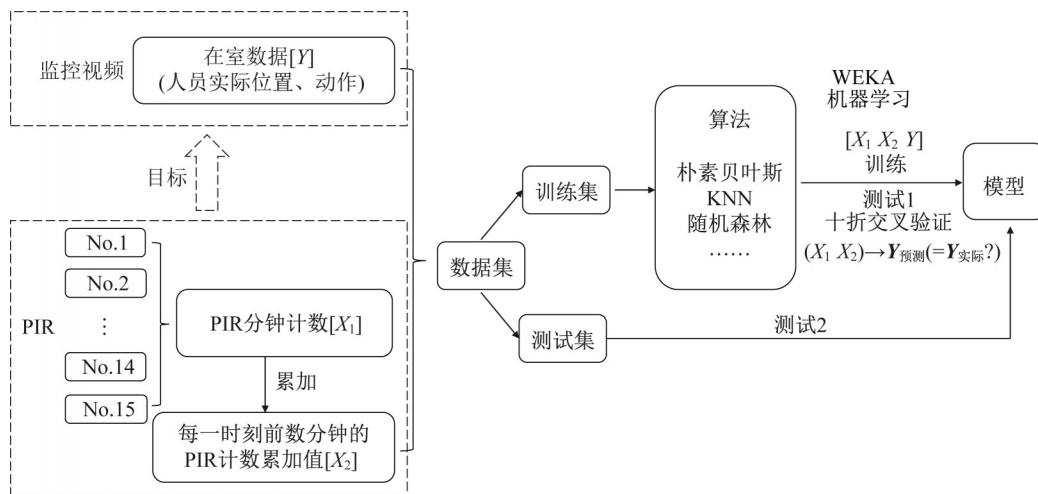 监控视频
在室数据[Y]
(人员实际位置、动作)
目标
PIR
No.1
No.2
⋮
No.14
No.15
PIR分钟计数[X₁]
累加
每一时刻前数分钟的
PIR计数累加值[X₂]
数据集
训练集
测试集
算法
朴素贝叶斯
KNN
随机森林
……
WEKA
机器学习
[X₁ X₂ Y]
训练
测试1
十折交叉验证
(X₁ X₂)→Y预测(=Y实际?)
测试2
模型